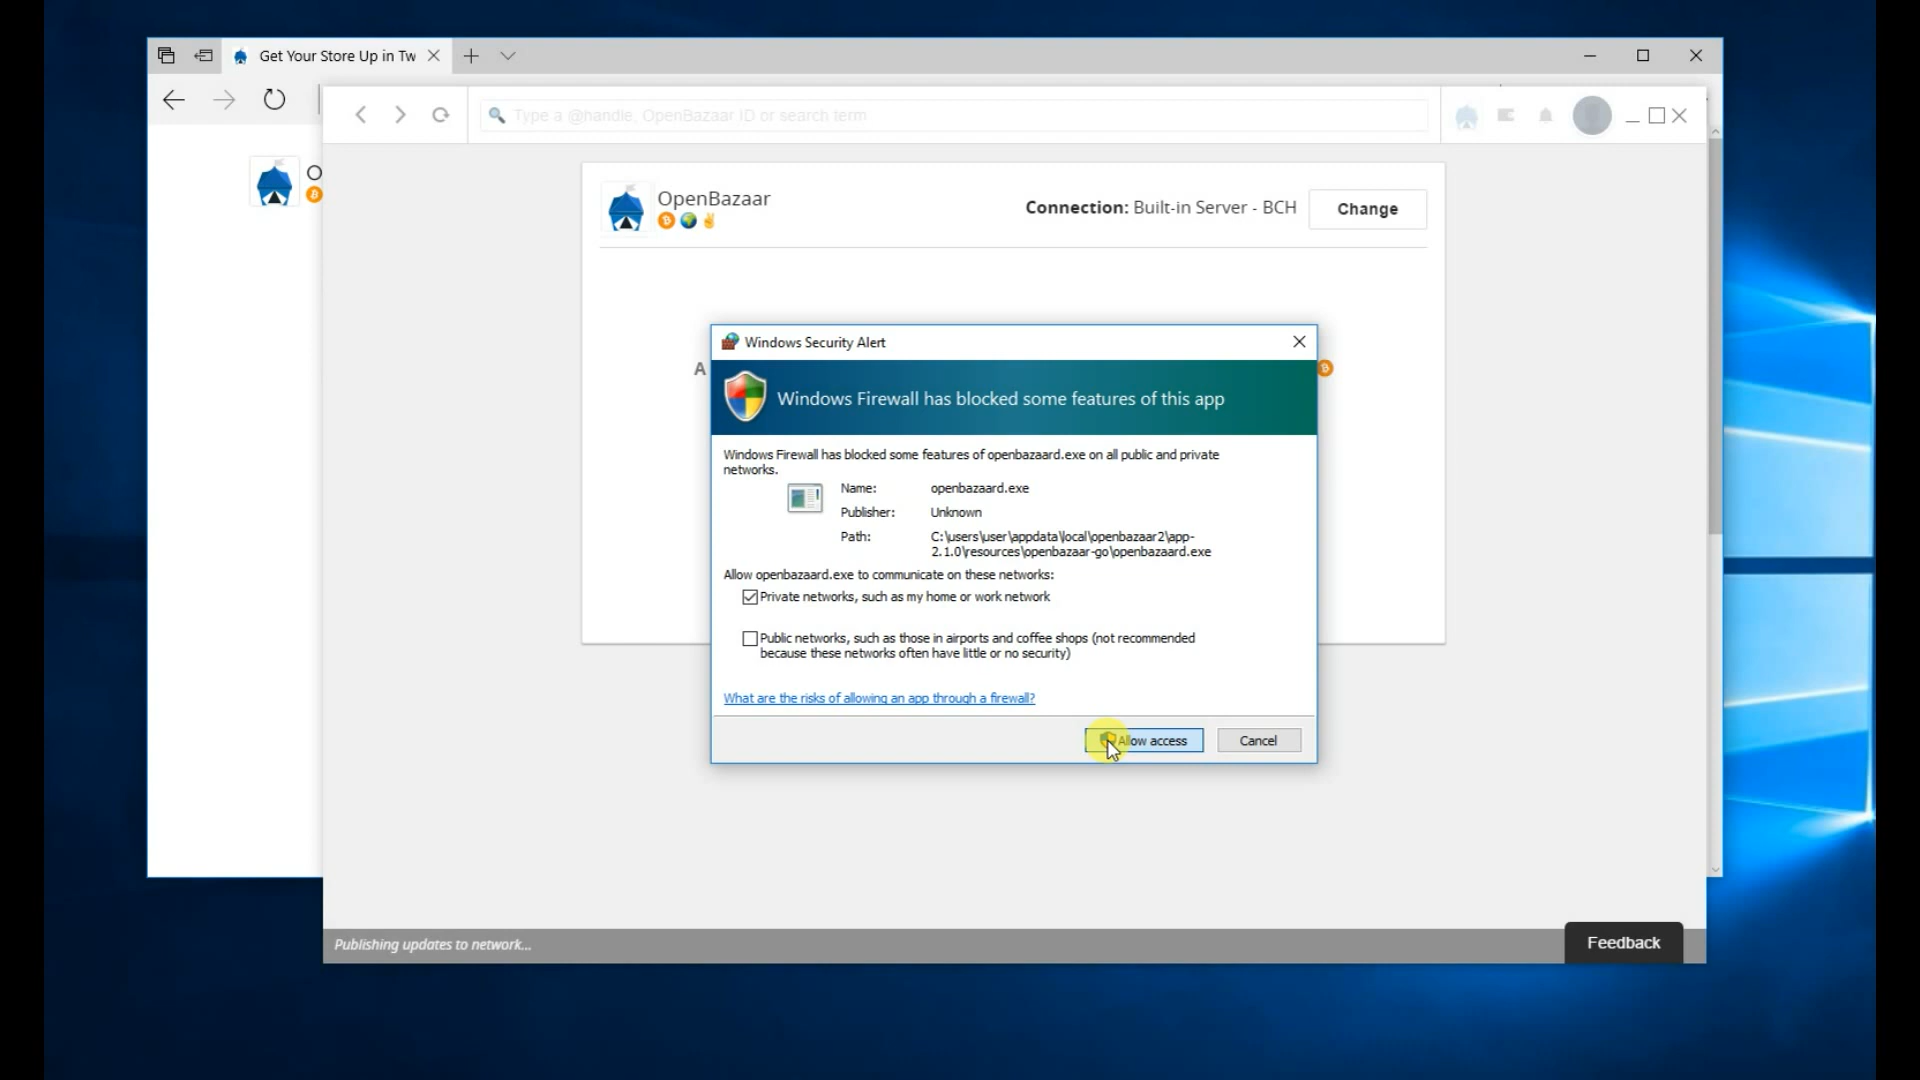 Get Your Store Up in Tw
Type a @handle, OpenBazaar ID or search term
O
OpenBazaar
Connection: Built-in Server - BCH
Change
A
Windows Security Alert
Windows Firewall has blocked some features of this app
Windows Firewall has blocked some features of openbazaard.exe on all public and private
networks.
Name: openbazaard.exe
Publisher: Unknown
Path: C:\users\user\appdata\local\openbazaar2\app-
2.1.0\resources\openbazaar-go\openbazaard.exe
Allow openbazaard.exe to communicate on these networks:
Private networks, such as my home or work network
Public networks, such as those in airports and coffee shops (not recommended
because these networks often have little or no security)
What are the risks of allowing an app through a firewall?
Allow access
Cancel
Publishing updates to network...
Feedback